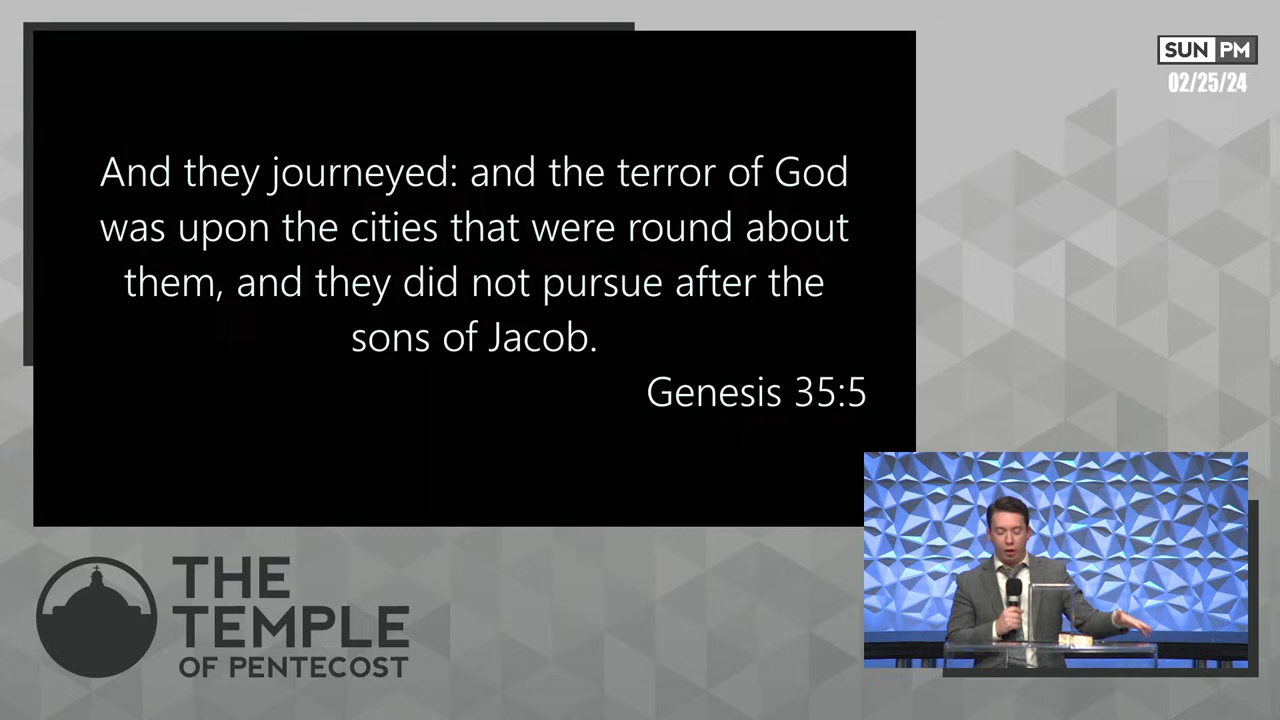 SUN PM
02/25/24
And they journeyed: and the terror of God
was upon the cities that were round about
them, and they did not pursue after the
sons of Jacob.
Genesis 35:5
THE
TEMPLE
OF PENTECOST